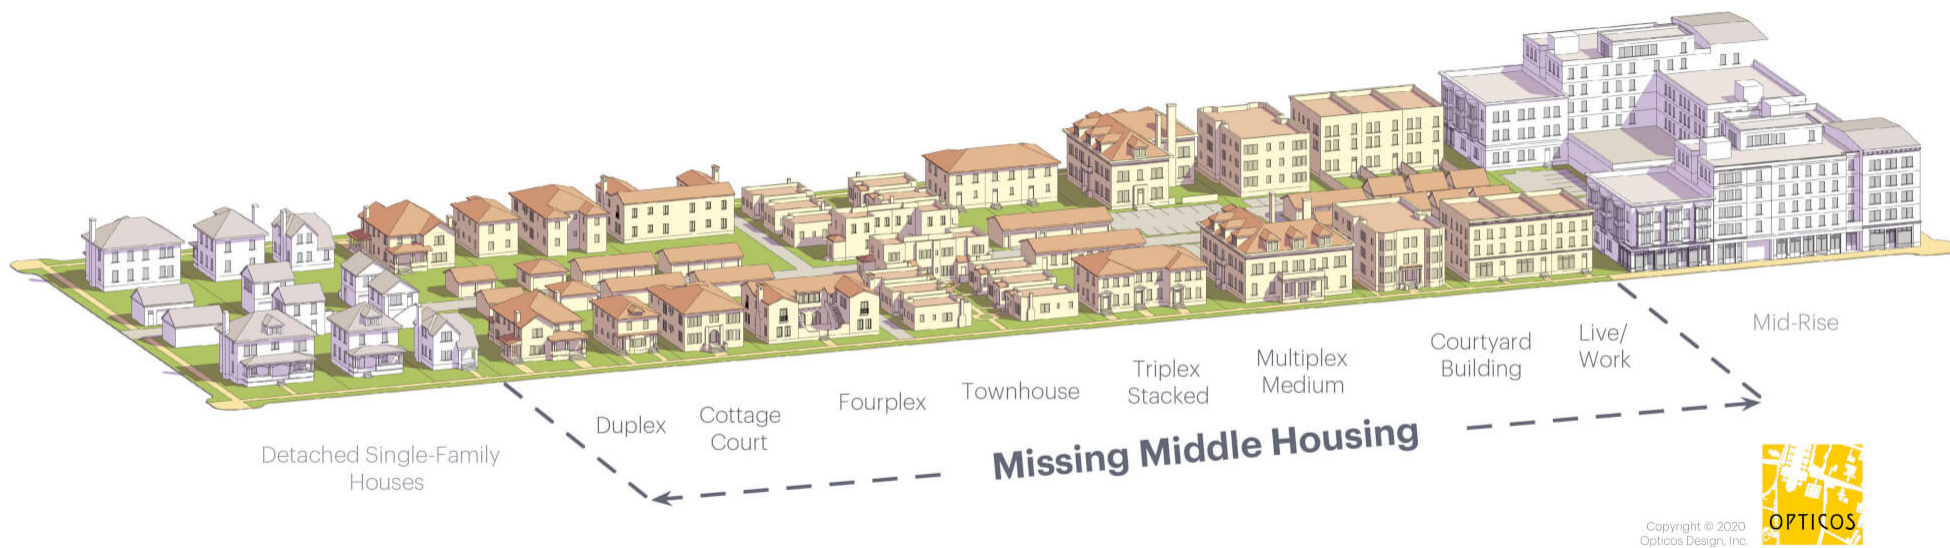 Detached Single-Family
Houses
Duplex
Cottage
Court
Fourplex
Townhouse
Triplex
Stacked
Multiplex
Medium
Courtyard
Building
Live/
Work
Mid-Rise
Missing Middle Housing
Copyright © 2020
Opticos Design, Inc.
OPTICOS